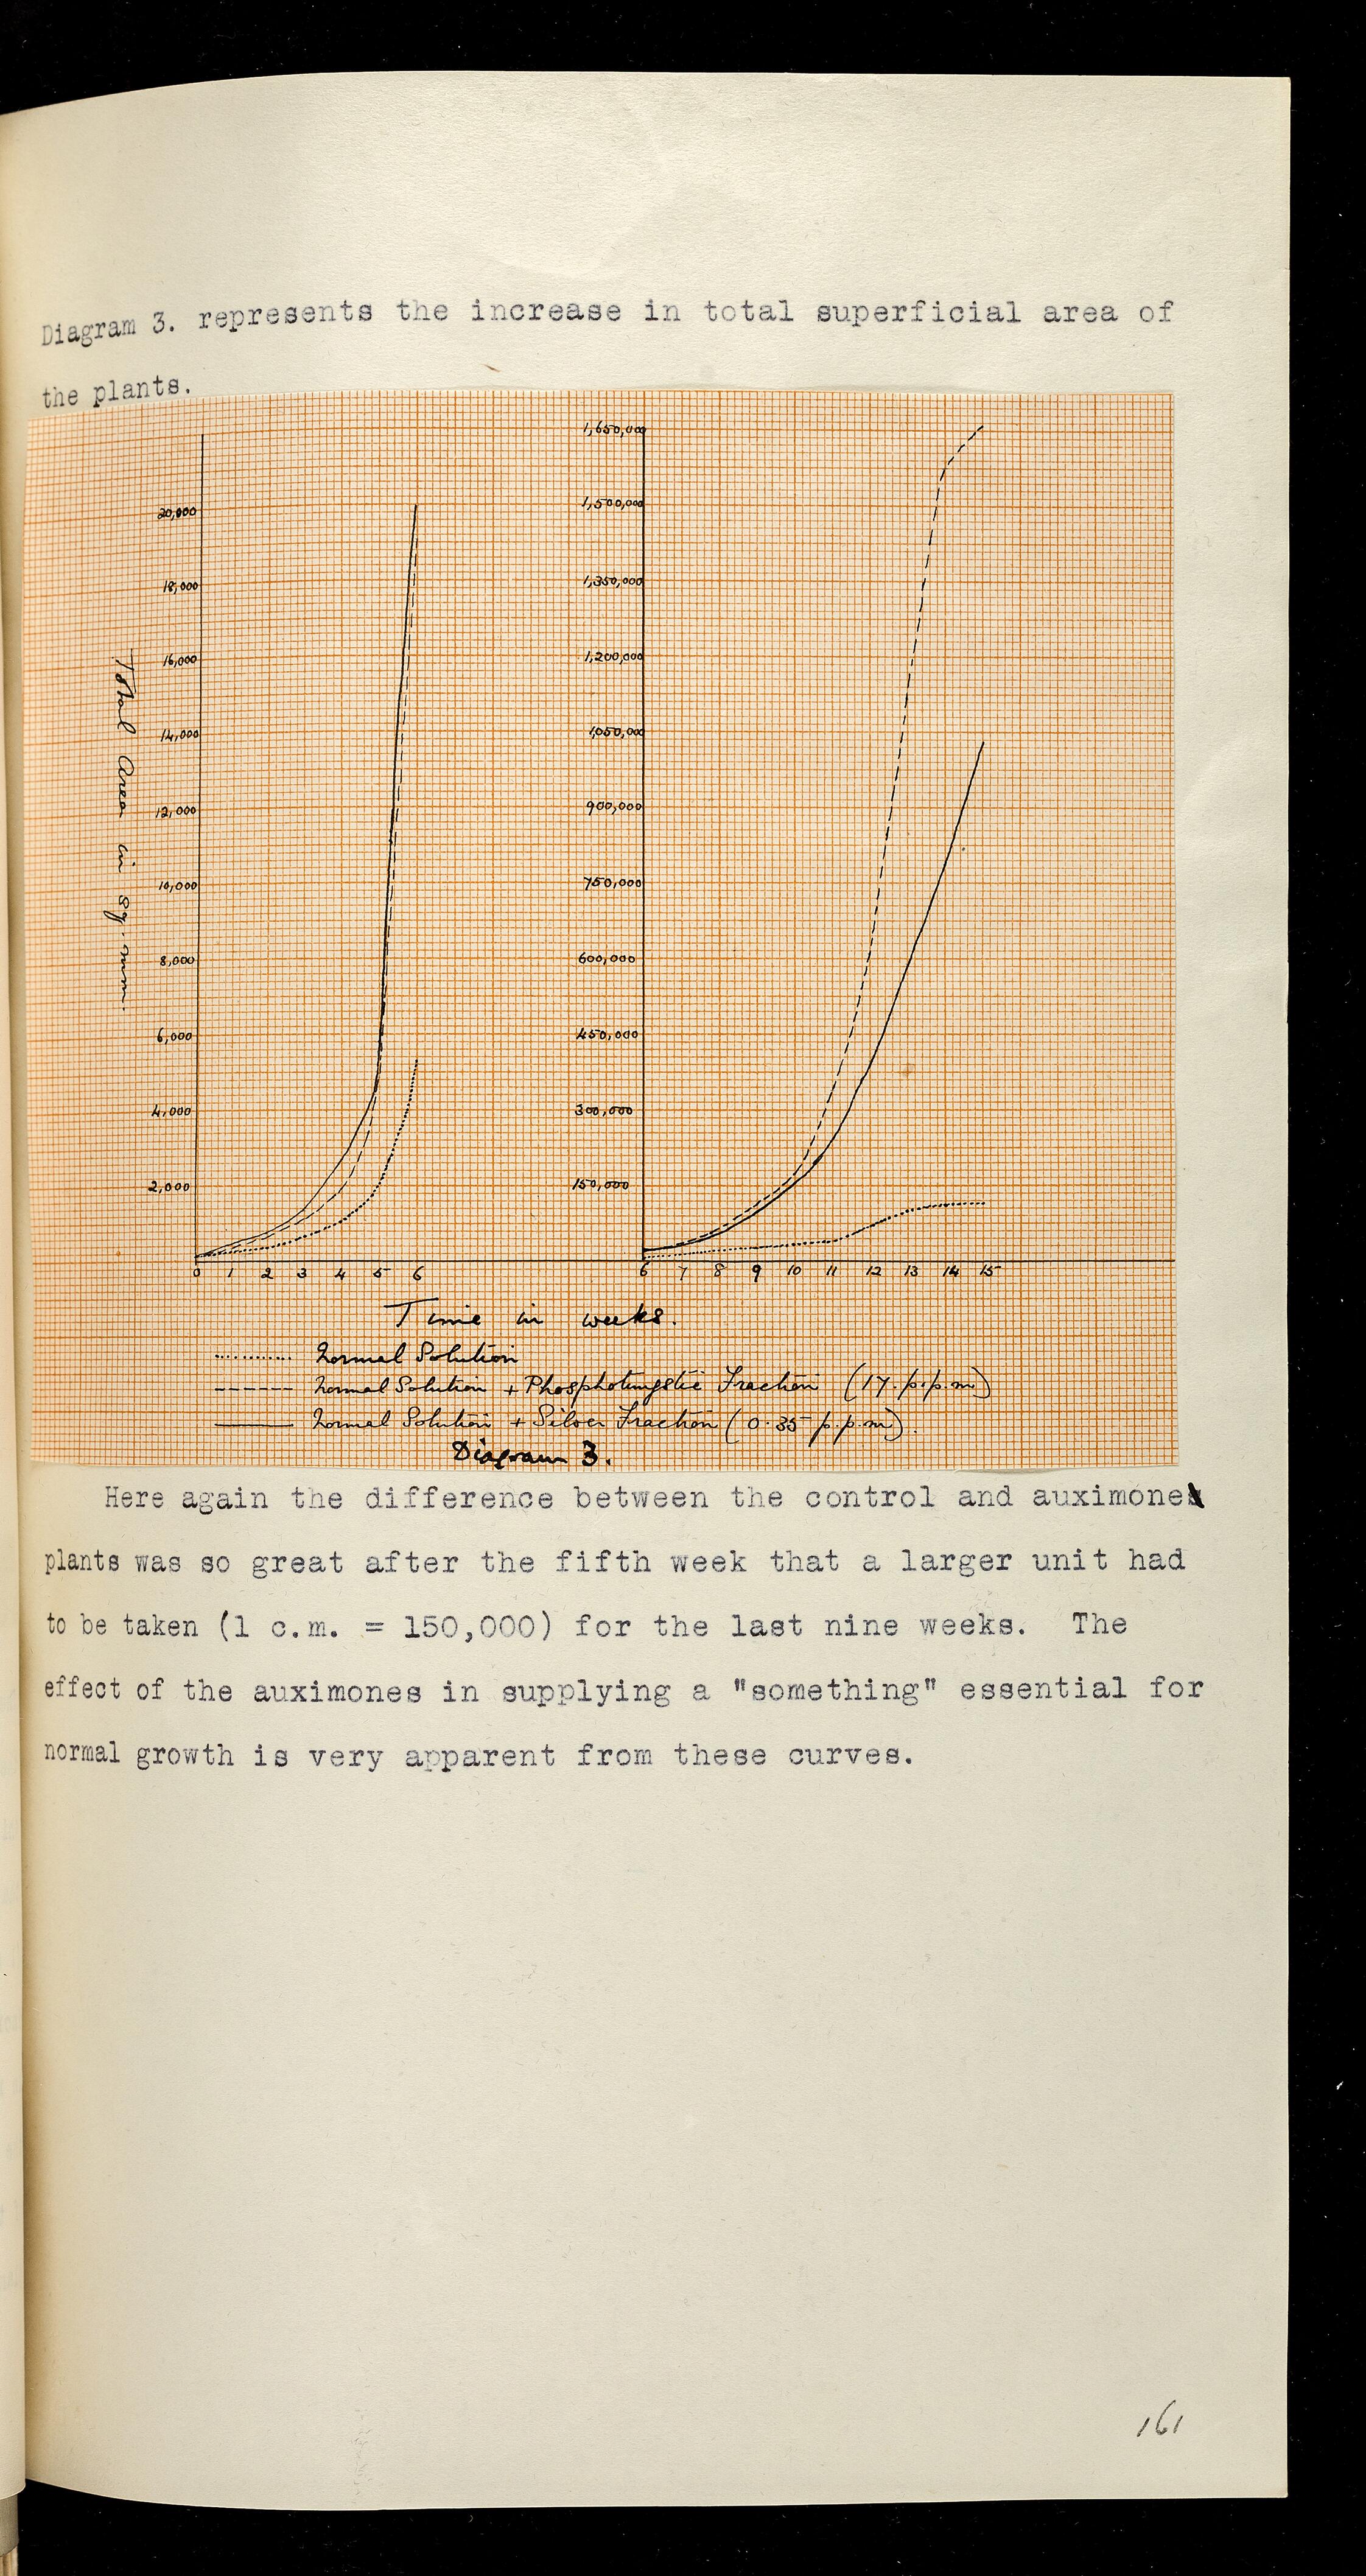 Diagram 3. represents the increase in total superficial area of
the plants.
1,650,000
1,500,000
1,350,000
1,200,000
1,050,000
900,000
750,000
600,000
450,000
300,000
150,000
20,000
18,000
16,000
14,000
12,000
10,000
8,000
6,000
4,000
2,000
Total Area in sq. mm.
0 1 2 3 4 5 6
6 7 8 9 10 11 12 13 14 15
Time in weeks.
Normal Solution
Normal Solution + Phosphotungstic Fraction (17. p.p.m)
Normal Solution + Silver Fraction (0.35 p.p.m).
Diagram 3.
Here again the difference between the control and auximone
plants was so great after the fifth week that a larger unit had
to be taken (1 c.m. = 150,000) for the last nine weeks. The
effect of the auximones in supplying a "something" essential for
normal growth is very apparent from these curves.
161